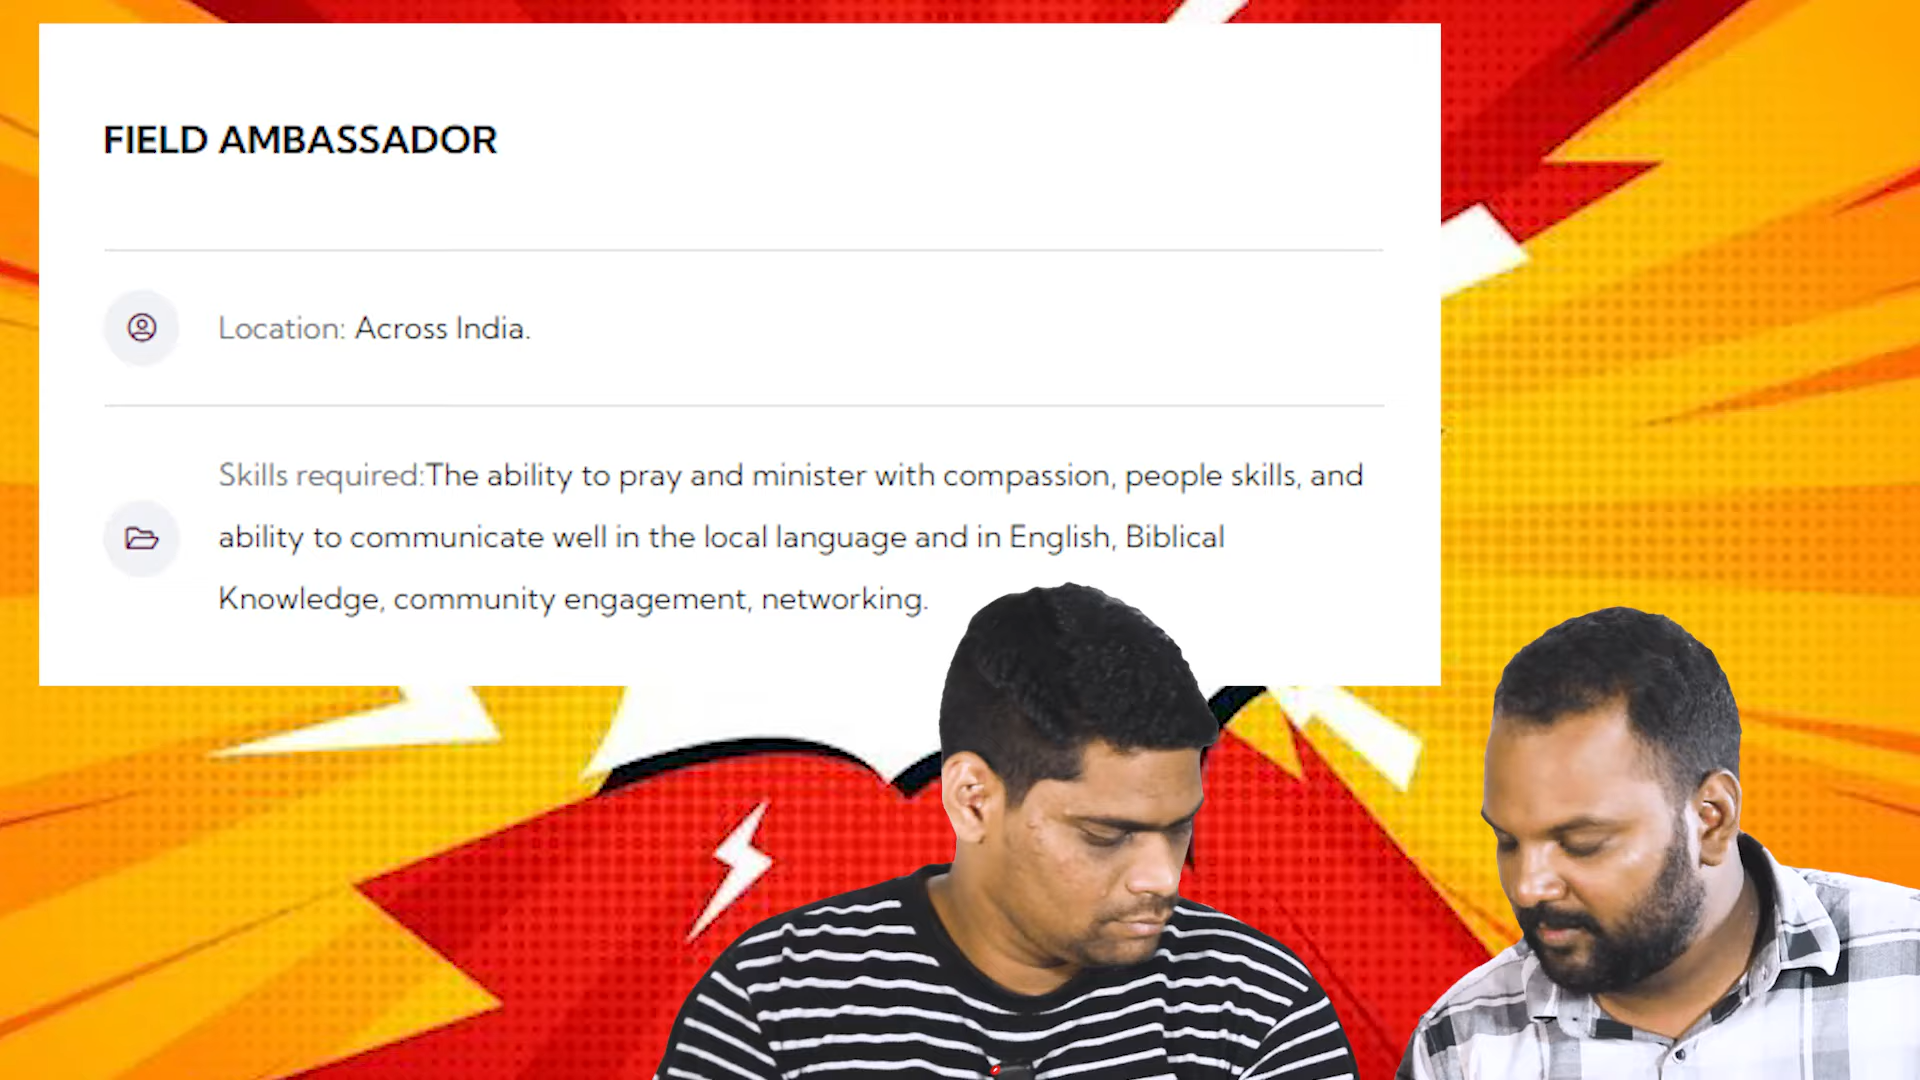 FIELD AMBASSADOR
Location: Across India.
Skills required:The ability to pray and minister with compassion, people skills, and
ability to communicate well in the local language and in English, Biblical
Knowledge, community engagement, networking.